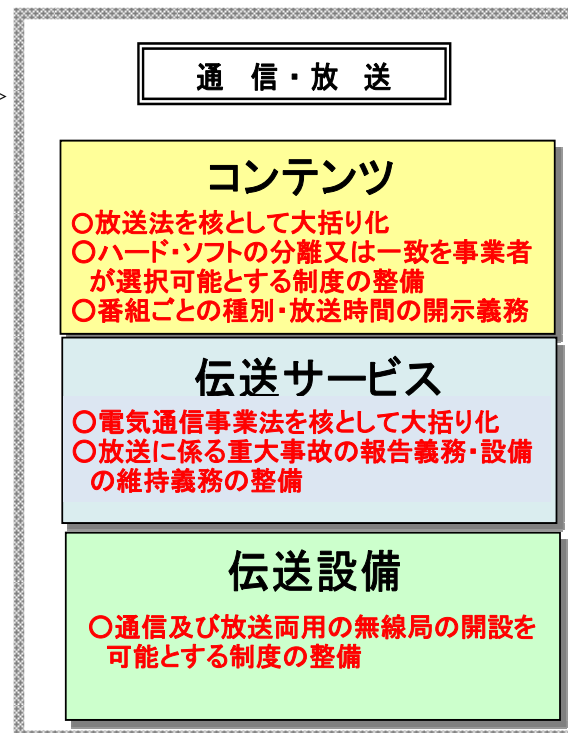 通 信・放 送
コンテンツ
○放送法を核として大括り化
○ハード・ソフトの分離又は一致を事業者
が選択可能とする制度の整備
○番組ごとの種別・放送時間の開示義務
伝送サービス
○電気通信事業法を核として大括り化
○放送に係る重大事故の報告義務・設備
の維持義務の整備
伝送設備
○通信及び放送両用の無線局の開設を
可能とする制度の整備